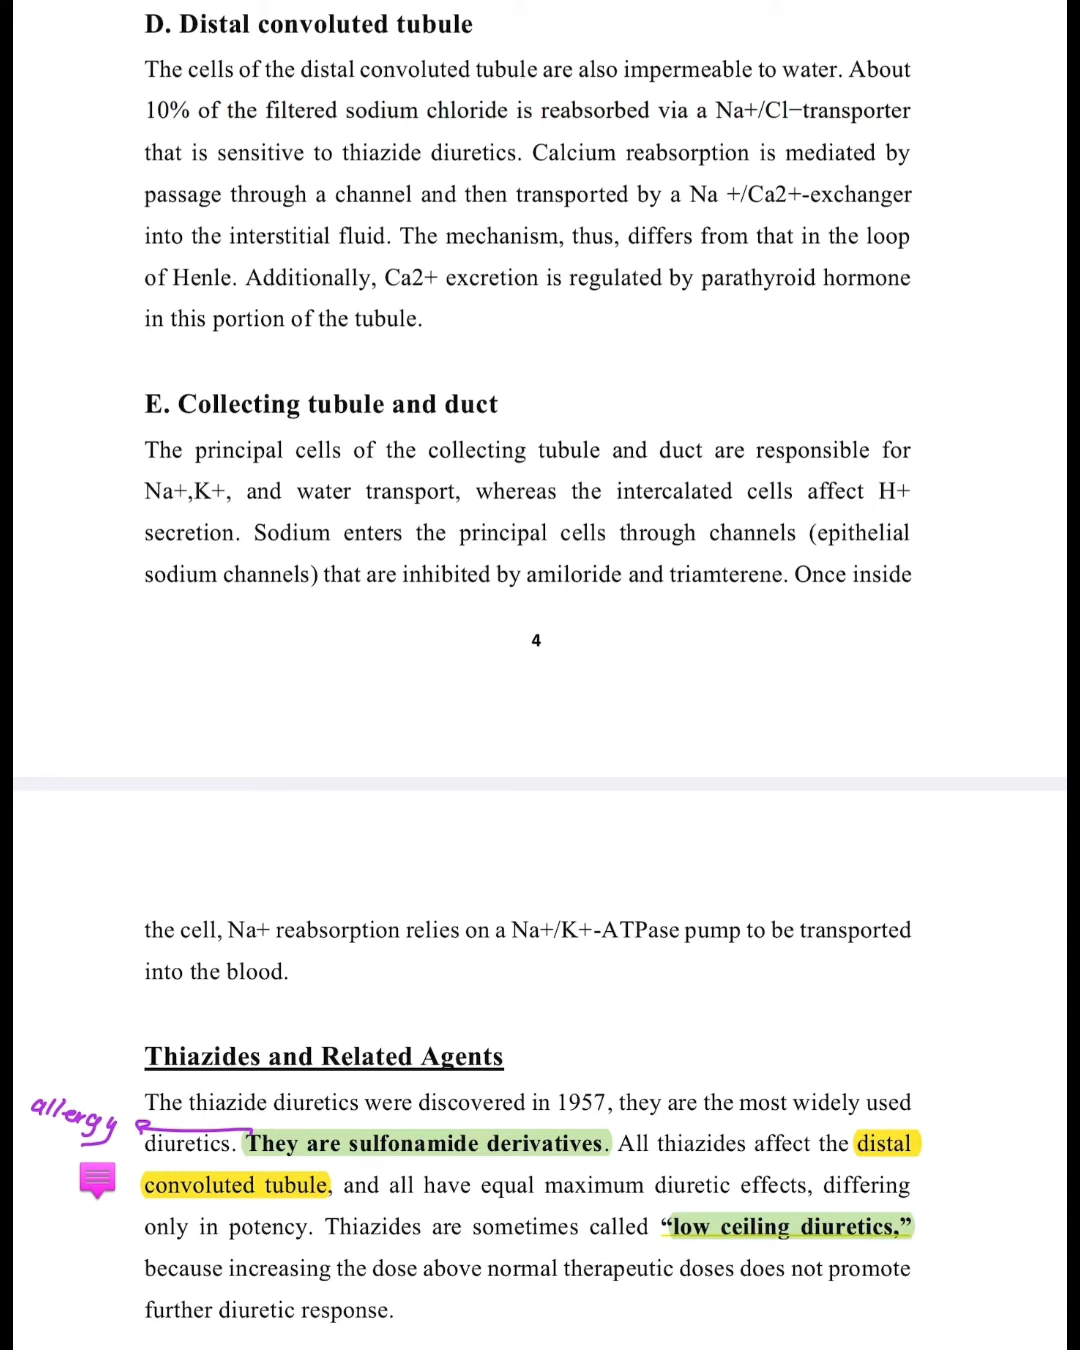 D. Distal convoluted tubule
The cells of the distal convoluted tubule are also impermeable to water. About
10% of the filtered sodium chloride is reabsorbed via a Na+/Cl−transporter
that is sensitive to thiazide diuretics. Calcium reabsorption is mediated by
passage through a channel and then transported by a Na +/Ca2+-exchanger
into the interstitial fluid. The mechanism, thus, differs from that in the loop
of Henle. Additionally, Ca2+ excretion is regulated by parathyroid hormone
in this portion of the tubule.
E. Collecting tubule and duct
The principal cells of the collecting tubule and duct are responsible for
Na+,K+, and water transport, whereas the intercalated cells affect H+
secretion. Sodium enters the principal cells through channels (epithelial
sodium channels) that are inhibited by amiloride and triamterene. Once inside
4
the cell, Na+ reabsorption relies on a Na+/K+-ATPase pump to be transported
into the blood.
Thiazides and Related Agents
allergy
The thiazide diuretics were discovered in 1957, they are the most widely used
diuretics. They are sulfonamide derivatives. All thiazides affect the distal
convoluted tubule, and all have equal maximum diuretic effects, differing
only in potency. Thiazides are sometimes called “low ceiling diuretics,”
because increasing the dose above normal therapeutic doses does not promote
further diuretic response.